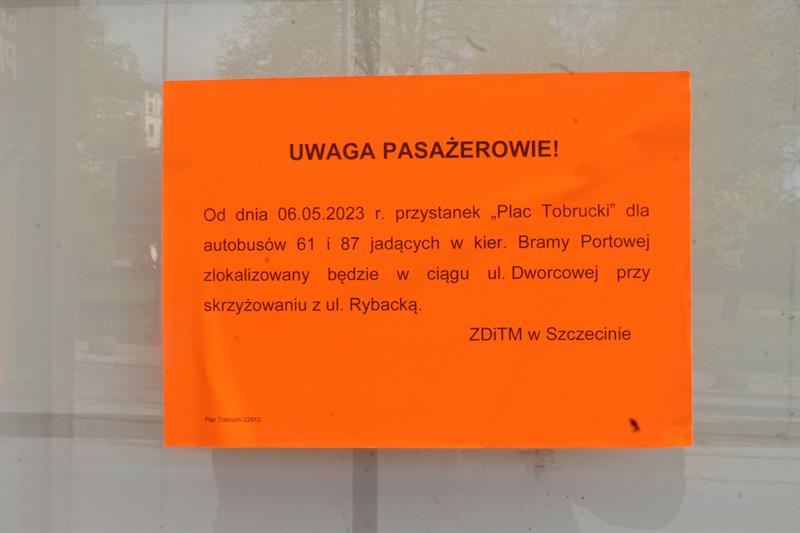 UWAGA PASAŻEROWIE!
Od dnia 06.05.2023 r. przystanek „Plac Tobrucki” dla
autobusów 61 i 87 jadących w kier. Bramy Portowej
zlokalizowany będzie w ciągu ul. Dworcowej przy
skrzyżowaniu z ul. Rybacką.
ZDiTM w Szczecinie
Plac Tobrucki 22612